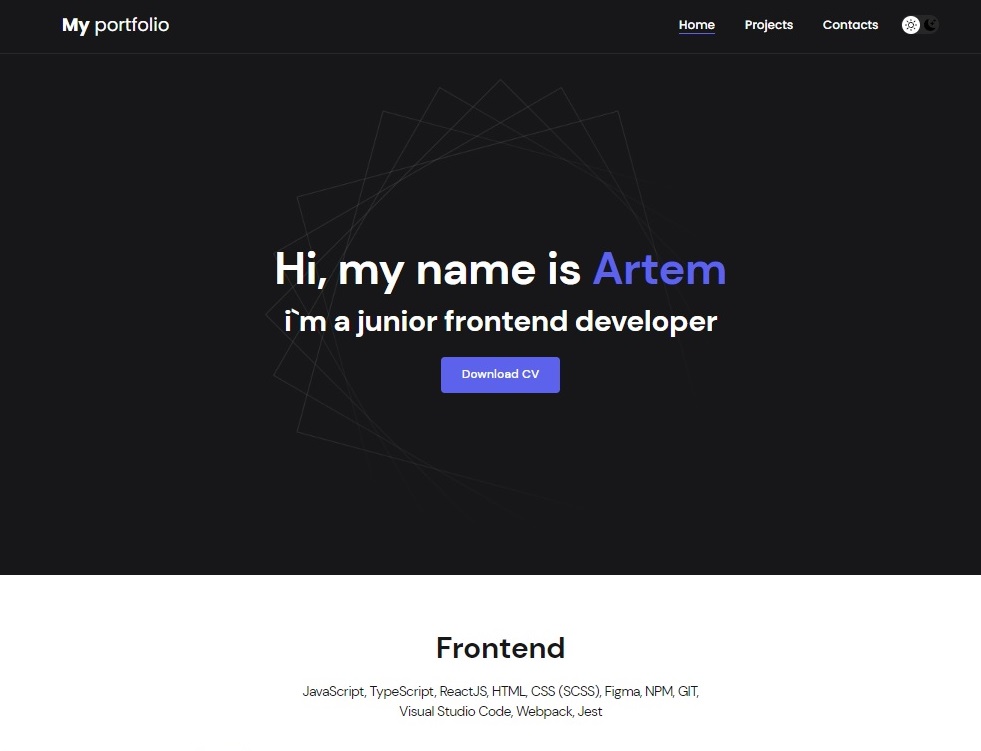 My portfolio
Home Projects Contacts
Hi, my name is Artem
i`m a junior frontend developer
Download CV
Frontend
JavaScript, TypeScript, ReactJS, HTML, CSS (SCSS), Figma, NPM, GIT,
Visual Studio Code, Webpack, Jest